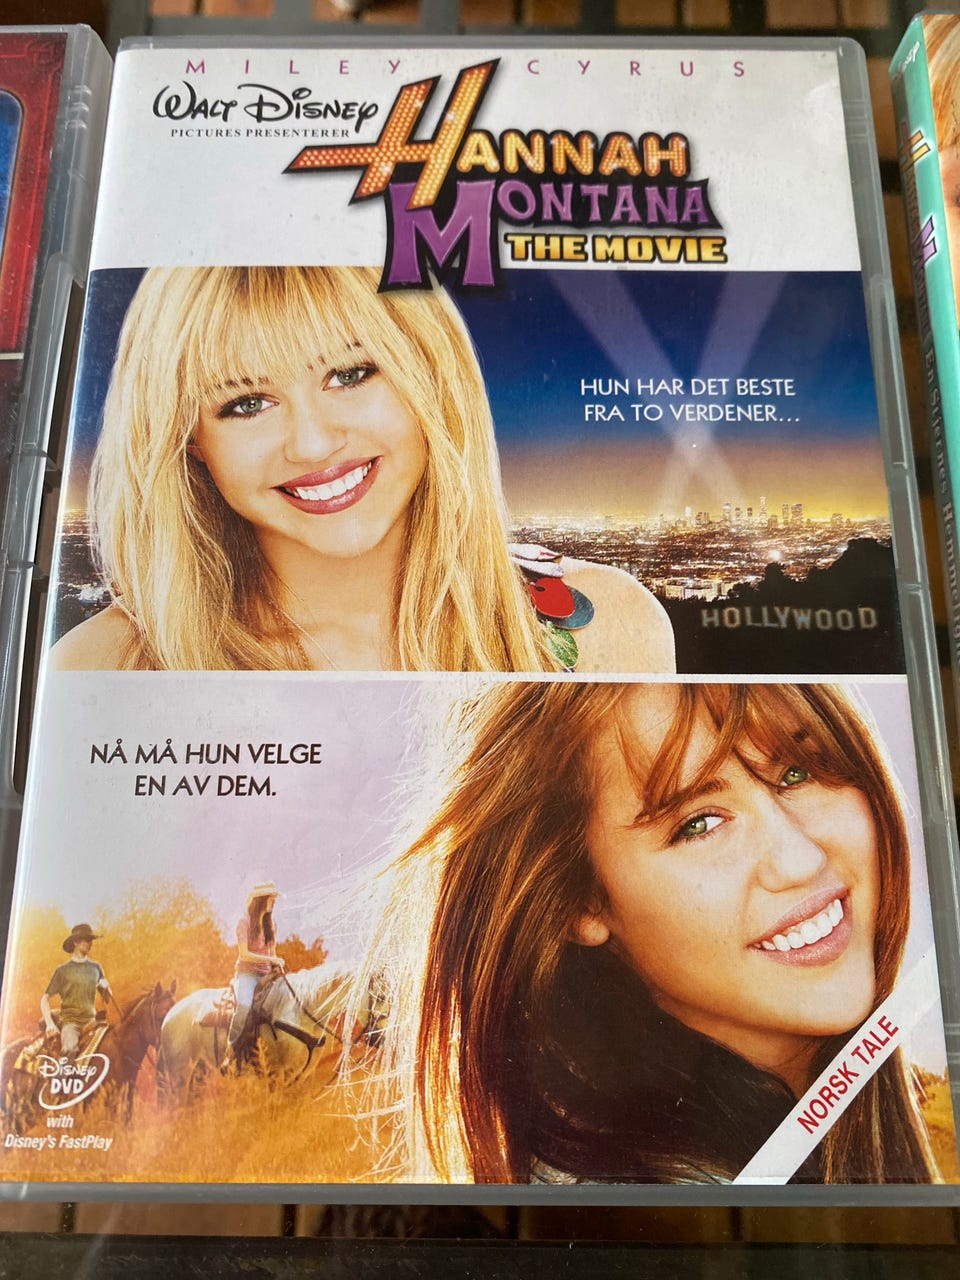 MILEY CYRUS
WALT DISNEY
PICTURES PRESENTERER
HANNAH
MONTANA
THE MOVIE
HUN HAR DET BESTE
FRA TO VERDENER...
HOLLYWOOD
NÅ MÅ HUN VELGE
EN AV DEM.
DISNEY
DVD
with
Disney's FastPlay
NORSK TALE